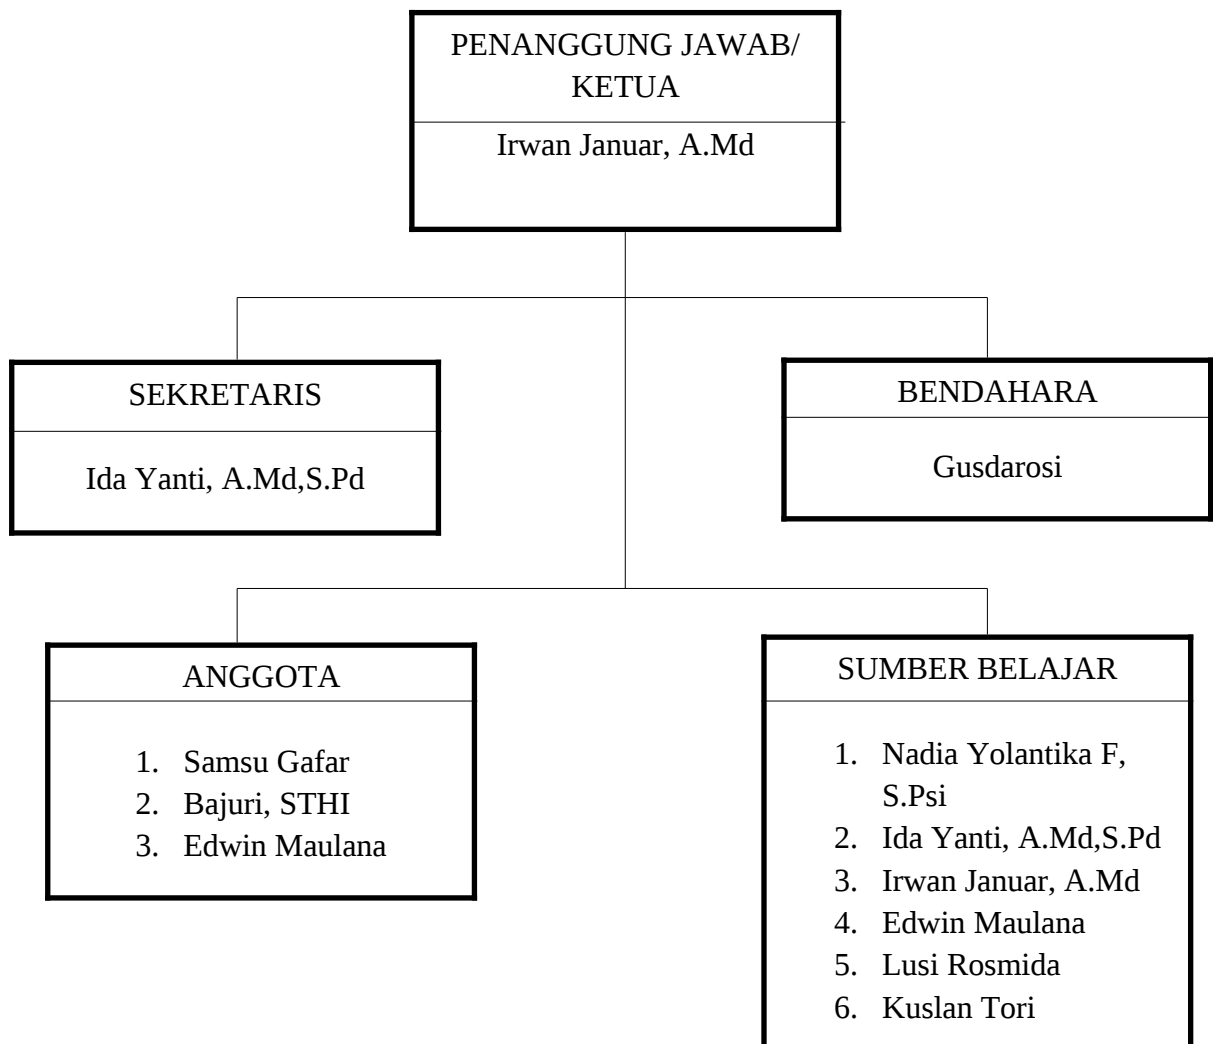 PENANGGUNG JAWAB/
KETUA
Irwan Januar, A.Md
SEKRETARIS
Ida Yanti, A.Md,S.Pd
BENDAHARA
Gusdarosi
ANGGOTA
1. Samsu Gafar
2. Bajuri, STHI
3. Edwin Maulana
SUMBER BELAJAR
1. Nadia Yolantika F,
S.Psi
2. Ida Yanti, A.Md,S.Pd
3. Irwan Januar, A.Md
4. Edwin Maulana
5. Lusi Rosmida
6. Kuslan Tori